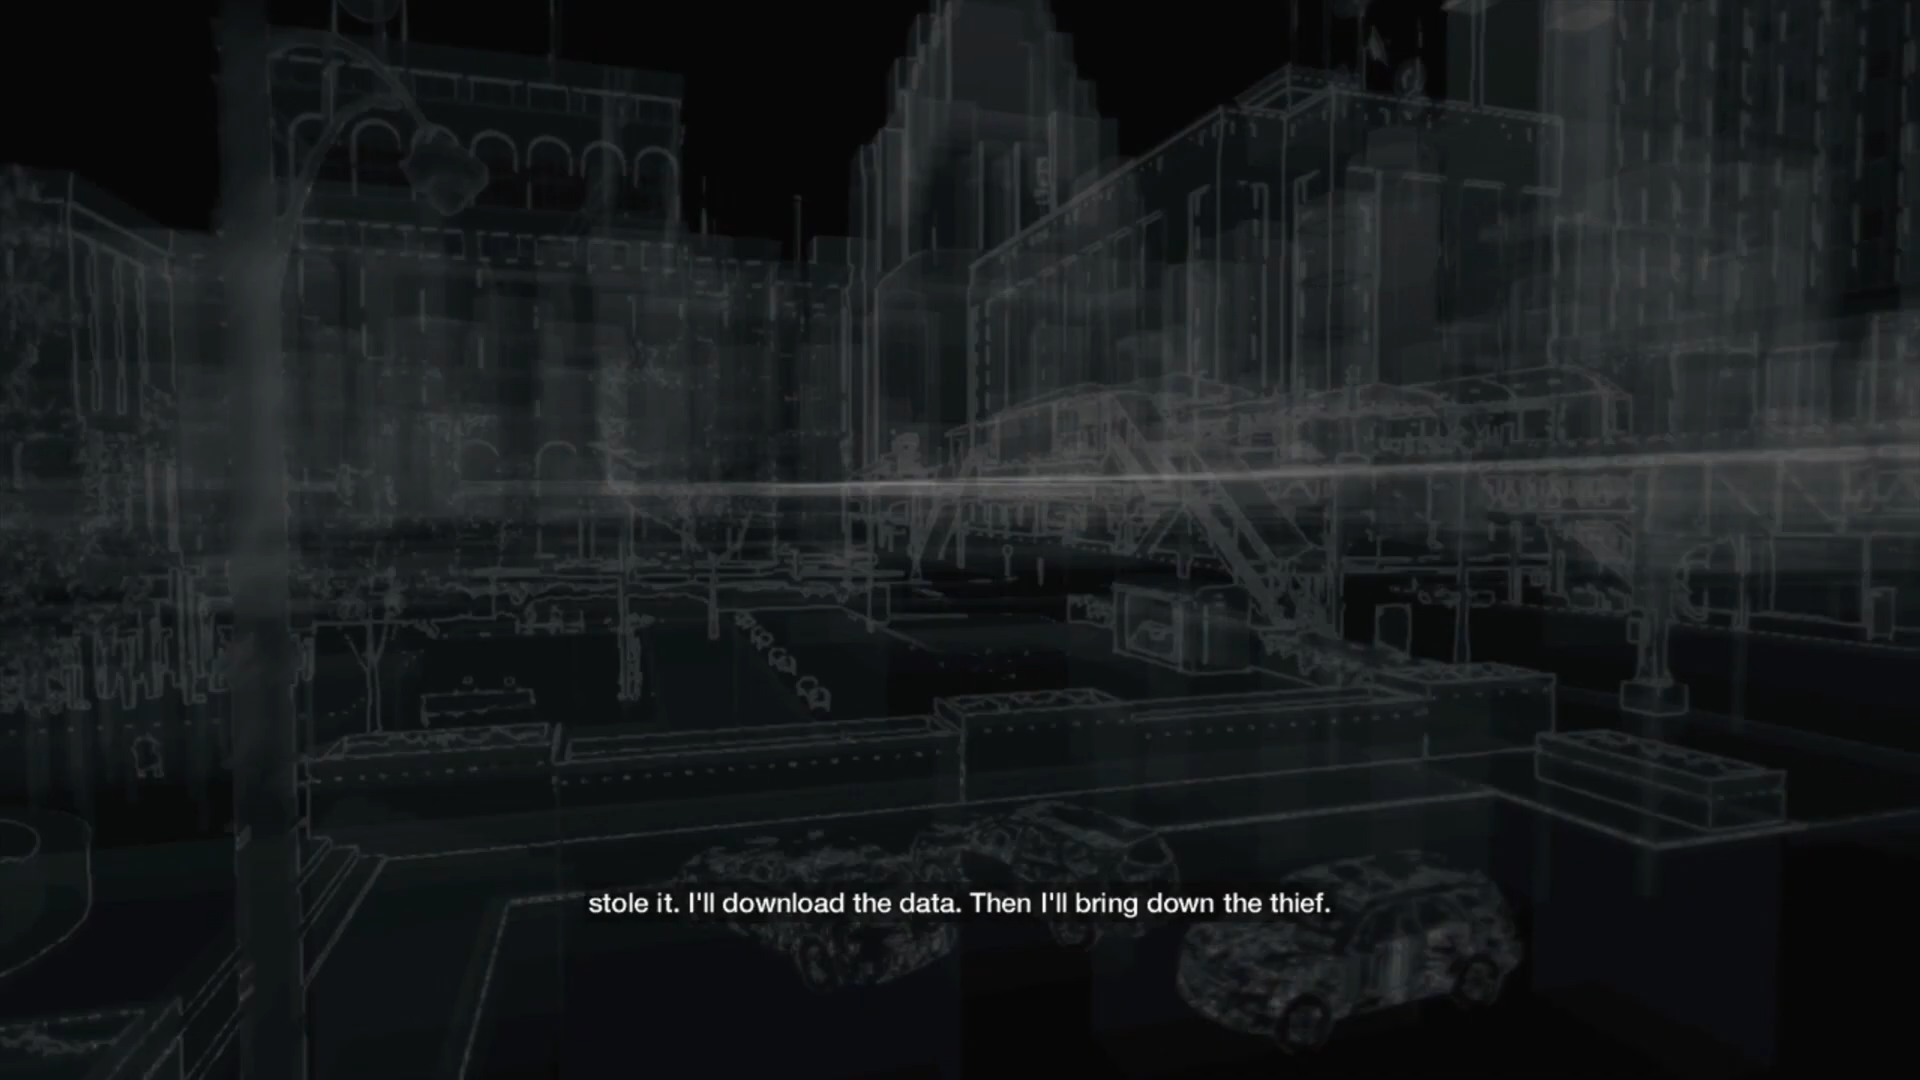 stole it. I'll download the data. Then I'll bring down the thief.